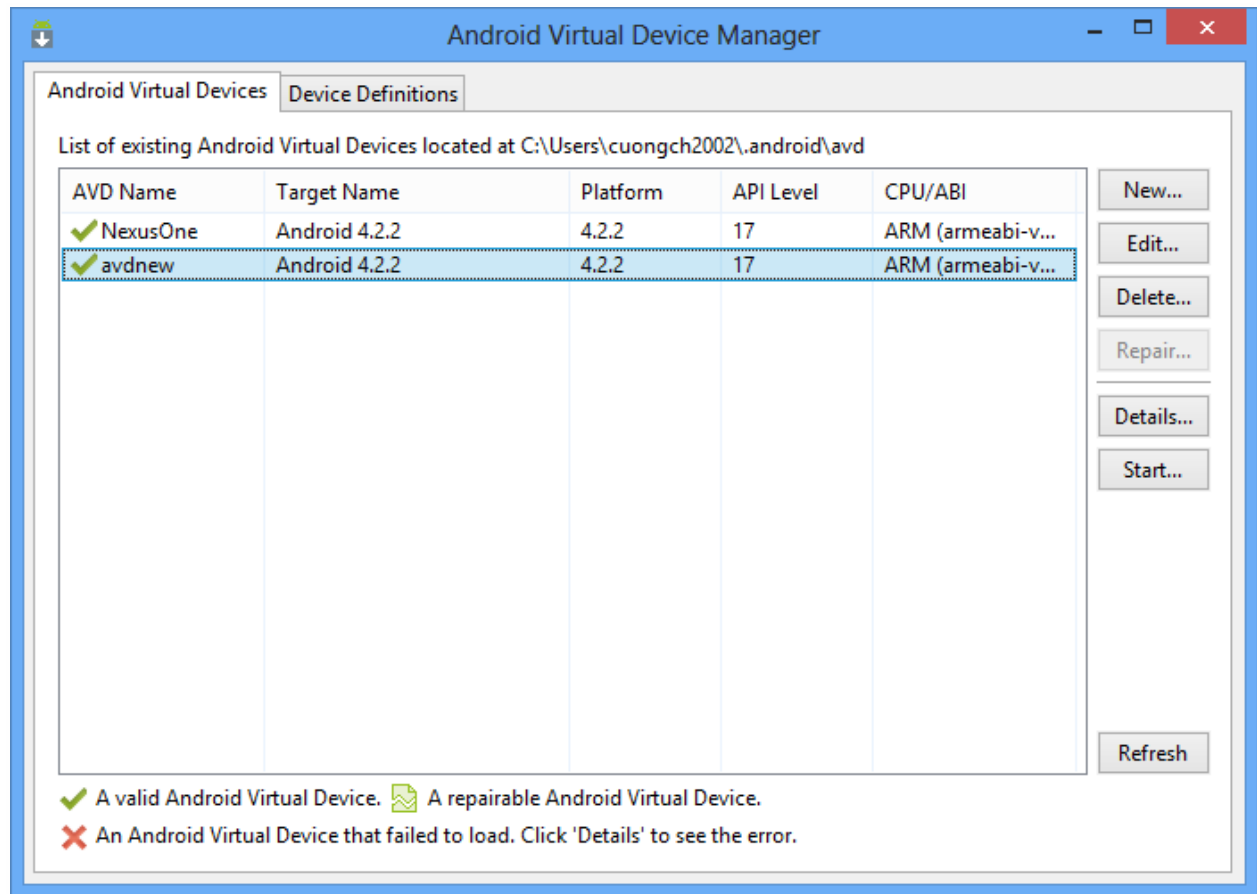 Android Virtual Device Manager
Android Virtual Devices Device Definitions
List of existing Android Virtual Devices located at C:\Users\cuongch2002\.android\avd
AVD Name Target Name Platform API Level CPU/ABI
NexusOne Android 4.2.2 4.2.2 17 ARM (armeabi-v...
avdnew Android 4.2.2 4.2.2 17 ARM (armeabi-v...
New...
Edit...
Delete...
Repair...
Details...
Start...
Refresh
A valid Android Virtual Device. A repairable Android Virtual Device.
An Android Virtual Device that failed to load. Click 'Details' to see the error.